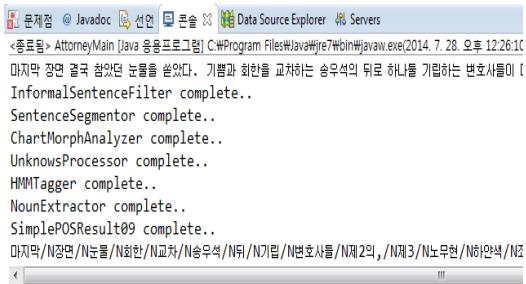 문제점 @ Javadoc 선언 콘솔 Data Source Explorer Servers
<종료됨> AttorneyMain [Java 응용프로그램] C:₩Program Files₩Java₩jre7₩bin₩javaw.exe(2014. 7. 28. 오후 12:26:10
마지막 장면 결국 참았던 눈물을 쏟았다. 기쁨과 회한을 교차하는 송우석의 뒤로 하나둘 기립하는 변호사들이
InformalSentenceFilter complete..
SentenceSegmentor complete..
ChartMorphAnalyzer complete..
UnknowsProcessor complete..
HMMTagger complete..
NounExtractor complete..
SimplePOSResult09 complete..
마지막/N장면/N눈물/N회한/N교차/N송우석/N뒤/N기립/N변호사들/N제2의,/N제3/N노무현/N하얀색/N